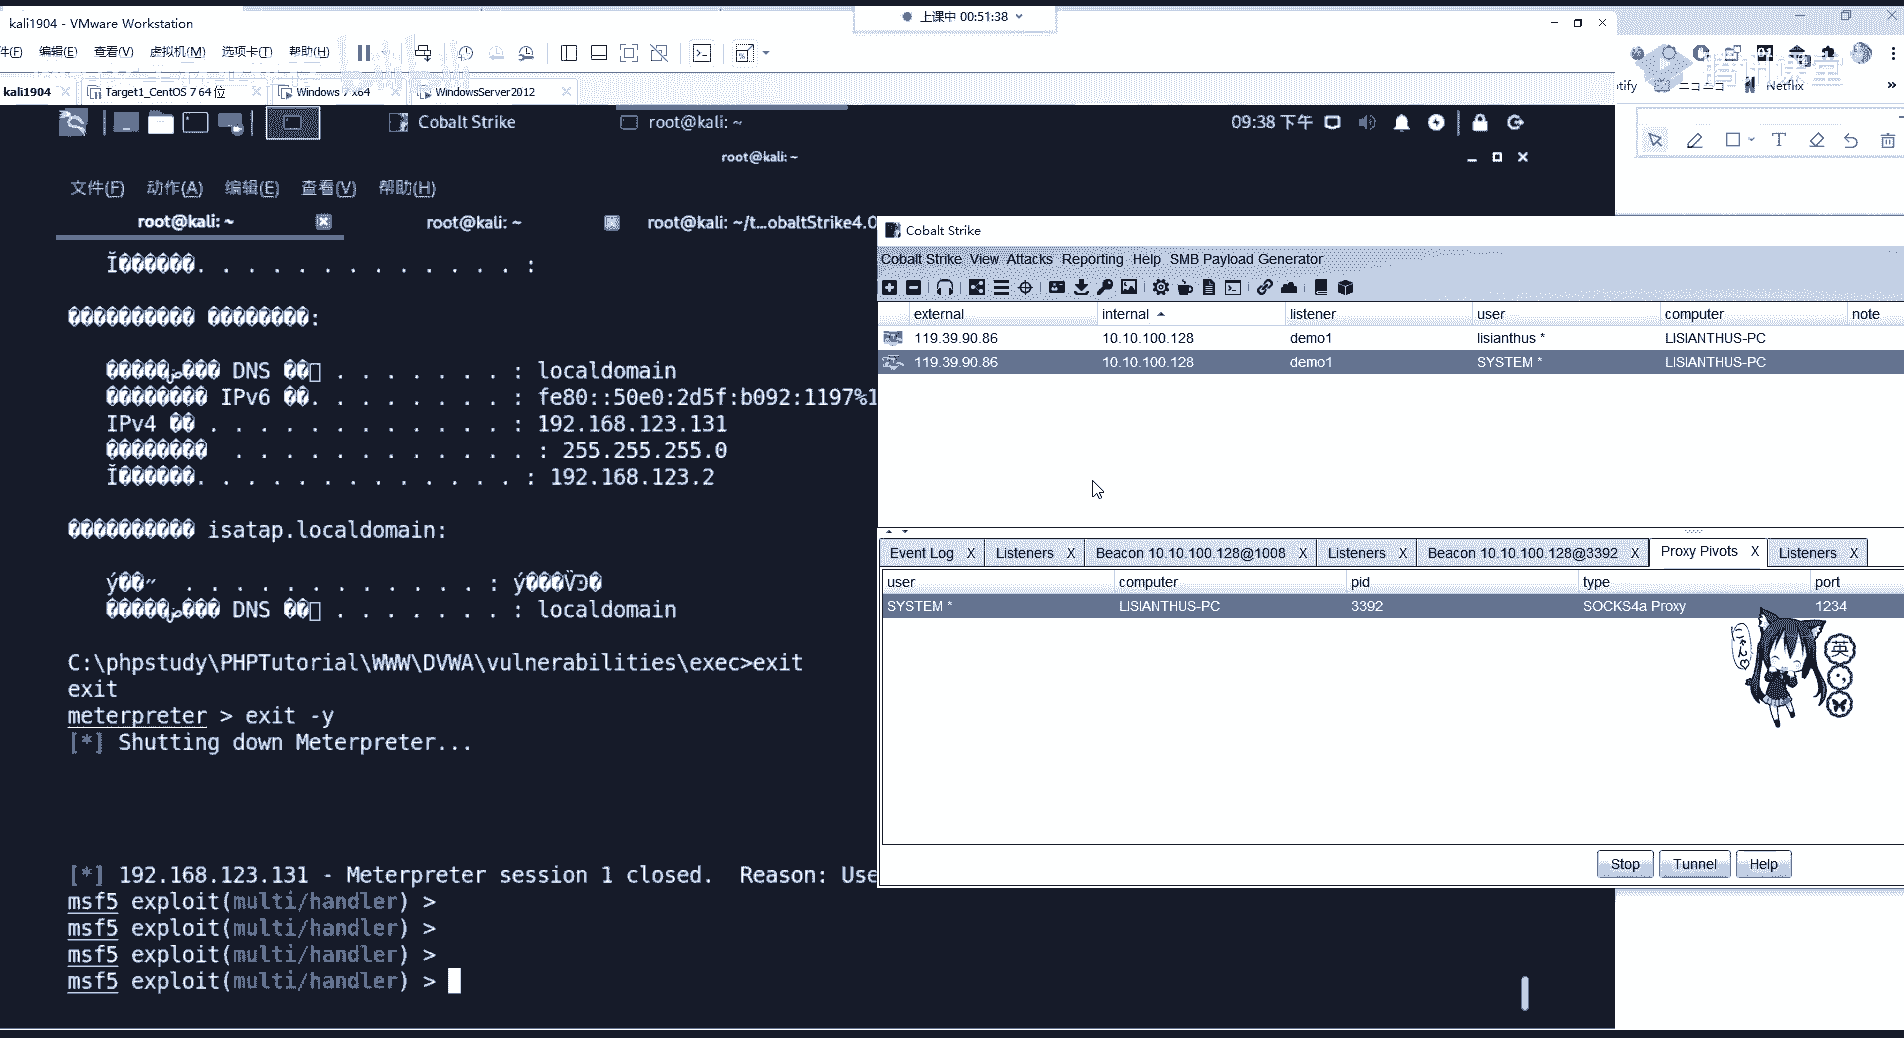 kali1904 - VMware Workstation
上课中 00:51:38
件(F) 编辑(E) 查看(V) 虚拟机(M) 选项卡(T) 帮助(H)
kali1904 Target1_CentOS 7 64 位 Windows 7 x64 WindowsServer2012
腾讯课堂
tify ニコニコ Netflix
Cobalt Strike root@kali: ~ 09:38 下午
root@kali: ~
文件(F) 动作(A) 编辑(E) 查看(V) 帮助(H)
root@kali: ~ root@kali: ~ root@kali: ~/t…obaltStrike4.0
Ĭ������. . . . . . . . . . . . . :
����������� ��������:
DNS ��. . . . . . . : localdomain
�������� IPv6 ��. . . . . . . . : fe80::50e0:2d5f:b092:1197%1
IPv4 �� . . . . . . . . . . . . : 192.168.123.131
�������� . . . . . . . . . . . . : 255.255.255.0
Ĭ������. . . . . . . . . . . . . : 192.168.123.2
���������� isatap.localdomain:
DNS ��. . . . . . . : localdomain
C:\phpstudy\PHPTutorial\WWW\DVWA\vulnerabilities\exec>exit
exit
meterpreter > exit -y
[*] Shutting down Meterpreter...
[*] 192.168.123.131 - Meterpreter session 1 closed. Reason: Use
msf5 exploit(multi/handler) >
msf5 exploit(multi/handler) >
msf5 exploit(multi/handler) >
msf5 exploit(multi/handler) >
Cobalt Strike
Cobalt Strike View Attacks Reporting Help SMB Payload Generator
external internal listener user computer note
119.39.90.86 10.10.100.128 demo1 lisianthus * LISIANTHUS-PC
119.39.90.86 10.10.100.128 demo1 SYSTEM * LISIANTHUS-PC
Event Log X Listeners X Beacon 10.10.100.128@1008 X Listeners X Beacon 10.10.100.128@3392 X Proxy Pivots X Listeners X
user computer pid type port
SYSTEM * LISIANTHUS-PC 3392 SOCKS4a Proxy 1234
英
Stop Tunnel Help